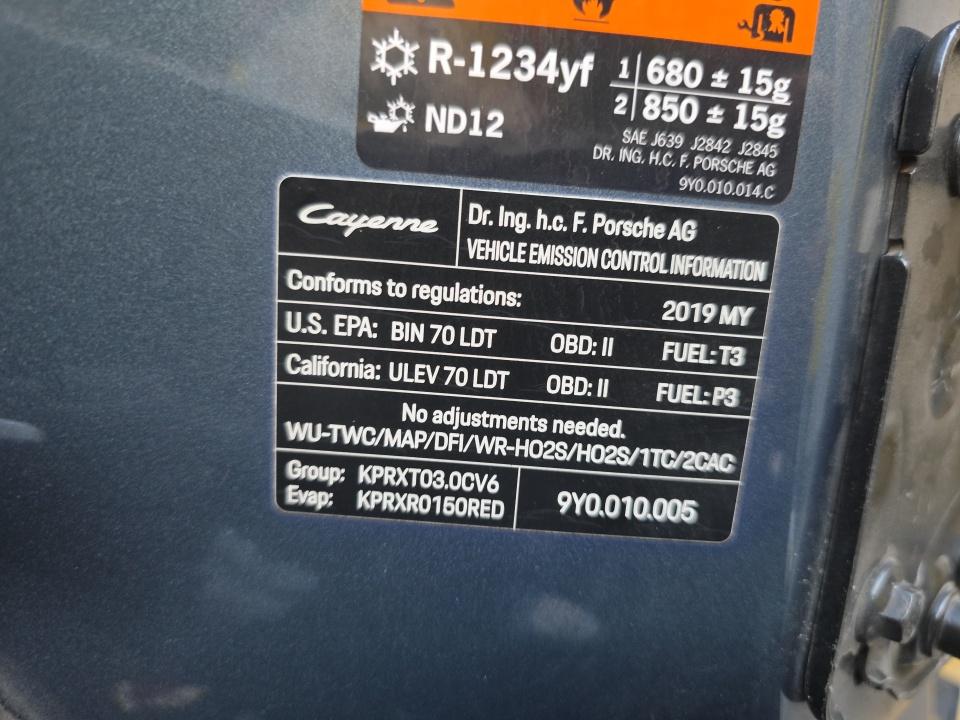 R-1234yf
1 680 ± 15g
2 850 ± 15g
ND12
SAE J639 J2842 J2845
DR. ING. H.C. F. PORSCHE AG
9Y0.010.014.C
Cayenne
Dr. Ing. h.c. F. Porsche AG
VEHICLE EMISSION CONTROL INFORMATION
Conforms to regulations: 2019 MY
U.S. EPA: BIN 70 LDT OBD: II FUEL: T3
California: ULEV 70 LDT OBD: II FUEL: P3
No adjustments needed.
WU-TWC/MAP/DFI/WR-HO2S/HO2S/1TC/2CAC
Group: KPRXT03.0CV6
Evap: KPRXR0150RED
9Y0.010.005